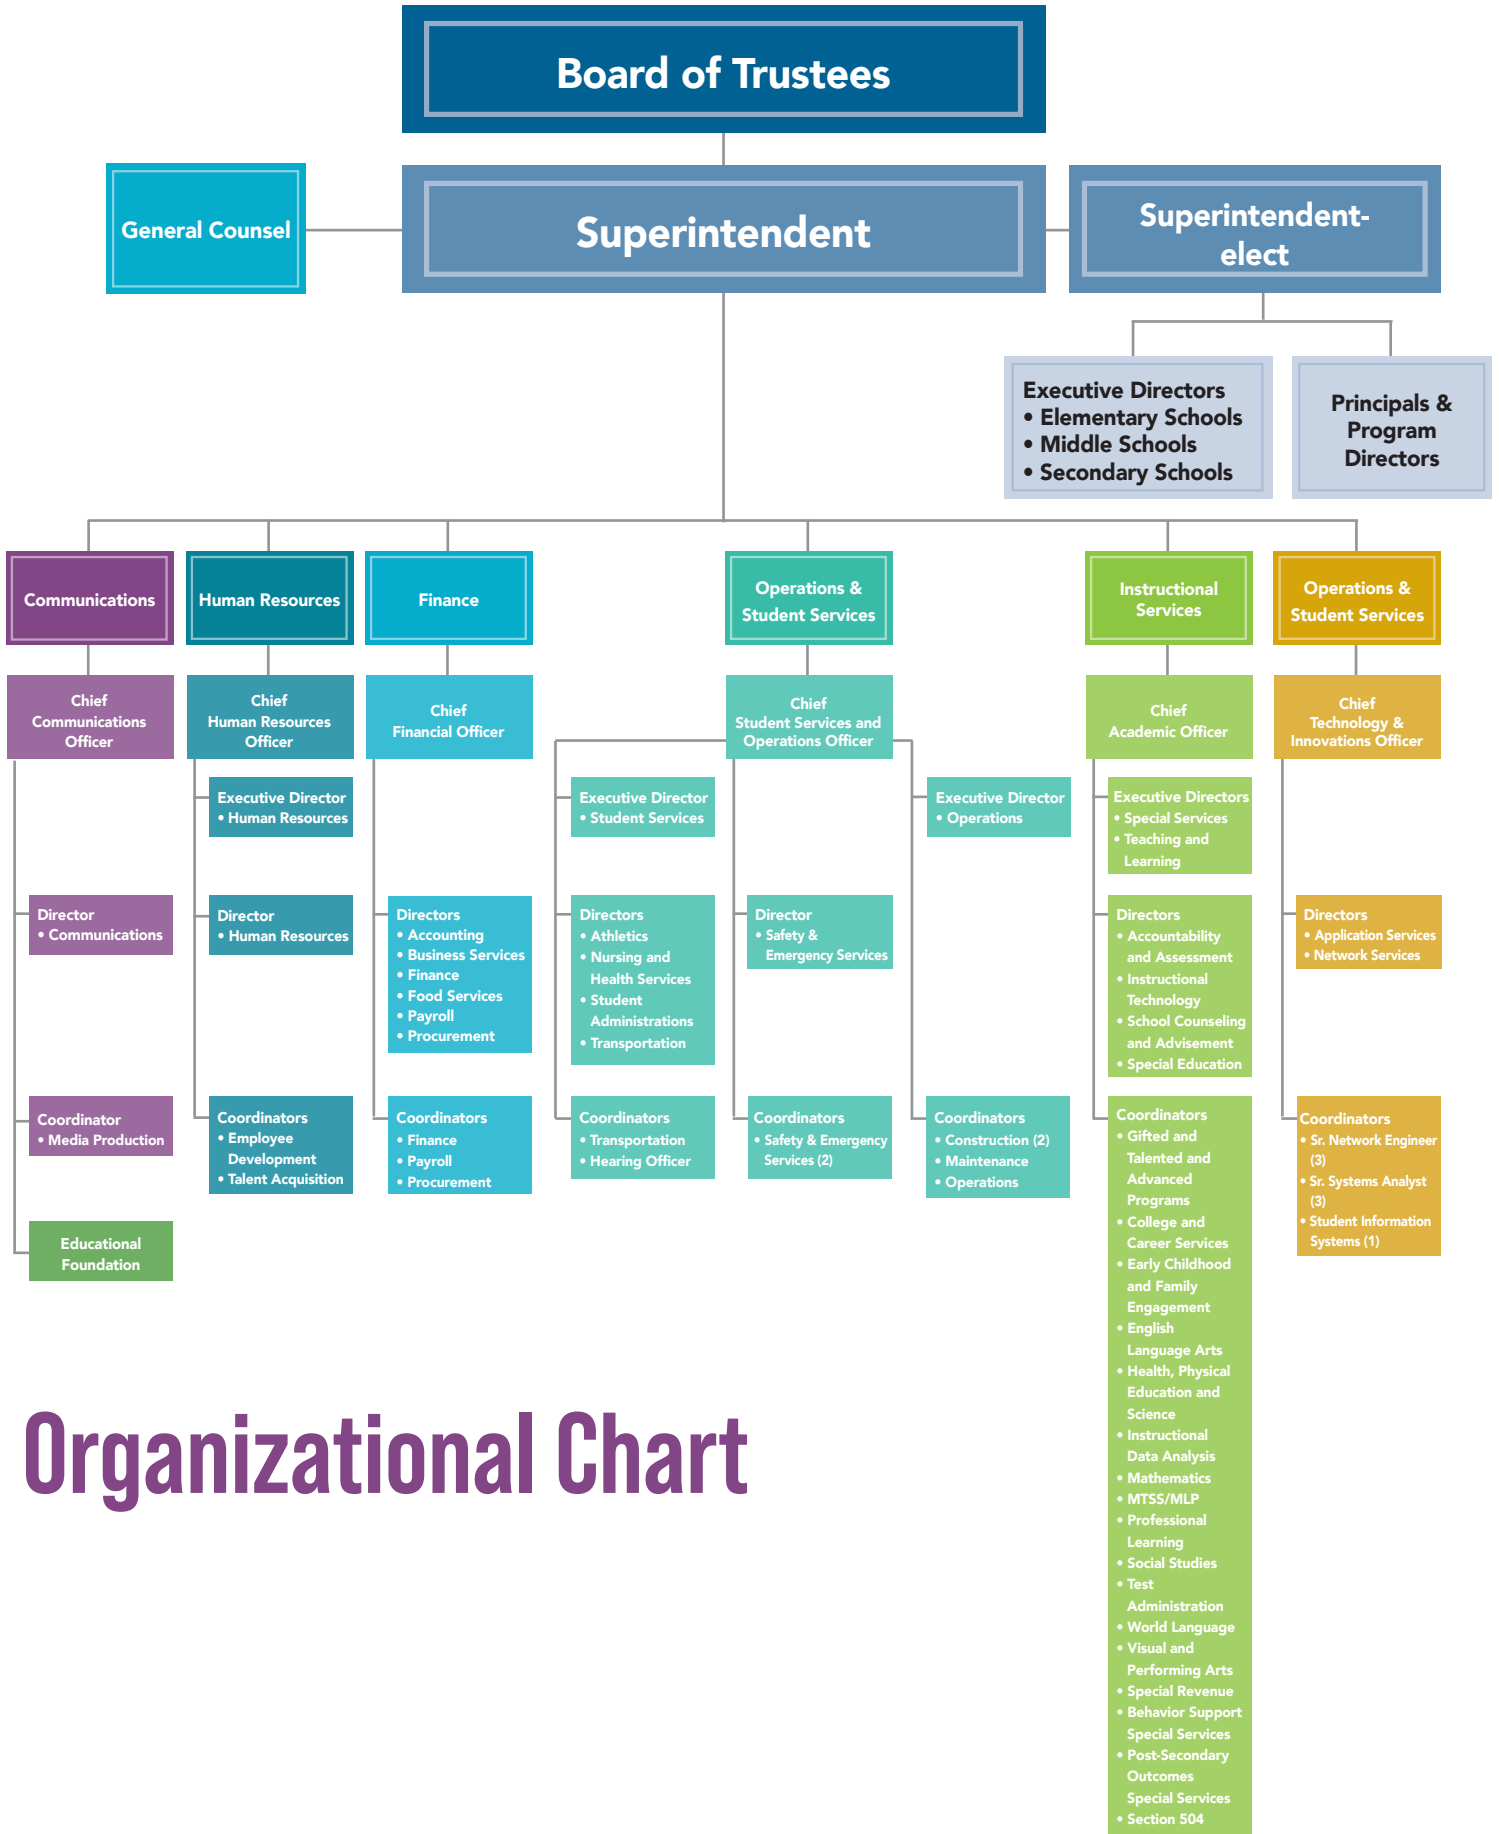 Board of Trustees
General Counsel
Superintendent
Superintendent-
elect
Executive Directors
• Elementary Schools
• Middle Schools
• Secondary Schools
Principals &
Program
Directors
Communications
Human Resources
Finance
Operations &
Student Services
Instructional
Services
Operations &
Student Services
Chief
Communications
Officer
Chief
Human Resources
Officer
Chief
Financial Officer
Chief
Student Services and
Operations Officer
Chief
Academic Officer
Chief
Technology &
Innovations Officer
Executive Director
• Human Resources
Executive Director
• Student Services
Executive Director
• Operations
Executive Directors
• Special Services
• Teaching and
Learning
Director
• Communications
Director
• Human Resources
Directors
• Accounting
• Business Services
• Finance
• Food Services
• Payroll
• Procurement
Directors
• Athletics
• Nursing and
Health Services
• Student
Administrations
• Transportation
Director
• Safety &
Emergency Services
Directors
• Accountability
and Assessment
• Instructional
Technology
• School Counseling
and Advisement
• Special Education
Directors
• Application Services
• Network Services
Coordinator
• Media Production
Coordinators
• Employee
Development
• Talent Acquisition
Coordinators
• Finance
• Payroll
• Procurement
Coordinators
• Transportation
• Hearing Officer
Coordinators
• Safety & Emergency
Services (2)
Coordinators
• Construction (2)
• Maintenance
• Operations
Coordinators
• Gifted and
Talented and
Advanced
Programs
• College and
Career Services
• Early Childhood
and Family
Engagement
• English
Language Arts
• Health, Physical
Education and
Science
• Instructional
Data Analysis
• Mathematics
• MTSS/MLP
• Professional
Learning
• Social Studies
• Test
Administration
• World Language
• Visual and
Performing Arts
• Special Revenue
• Behavior Support
Special Services
• Post-Secondary
Outcomes
Special Services
• Section 504
Coordinators
• Sr. Network Engineer
(3)
• Sr. Systems Analyst
(3)
• Student Information
Systems (1)
Educational
Foundation
Organizational Chart